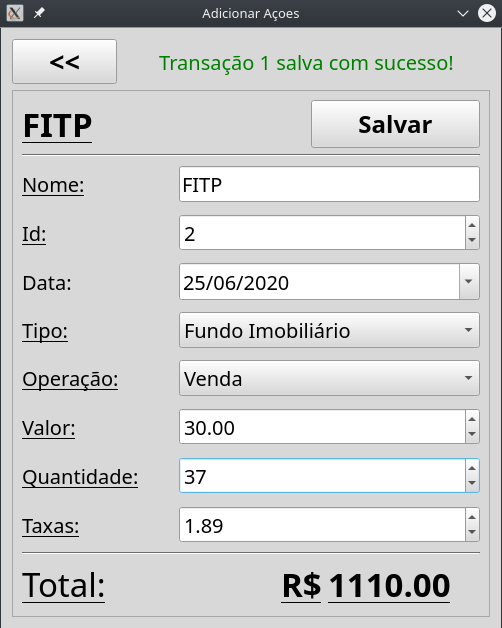 Adicionar Açoes
<< Transação 1 salva com sucesso!
FITP Salvar
Nome: FITP
Id: 2
Data: 25/06/2020
Tipo: Fundo Imobiliário
Operação: Venda
Valor: 30.00
Quantidade: 37
Taxas: 1.89
Total: R$ 1110.00